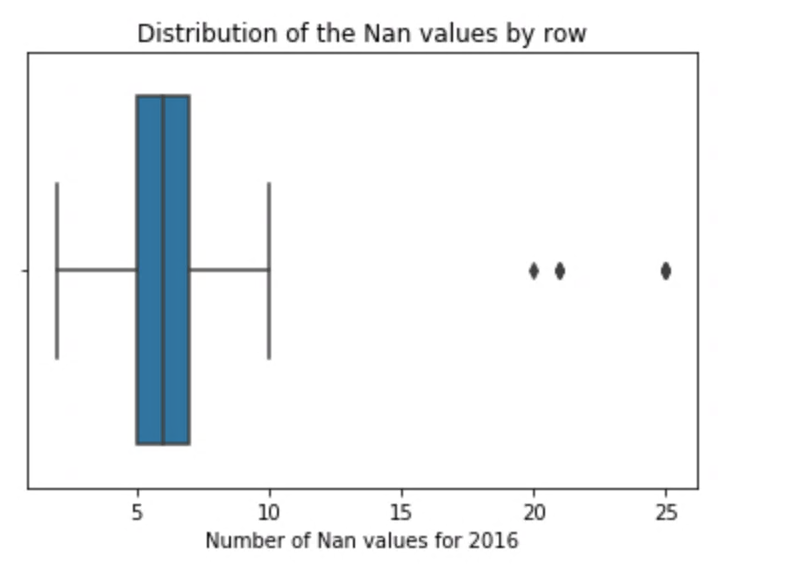 Distribution of the Nan values by row
5 10 15 20 25
Number of Nan values for 2016